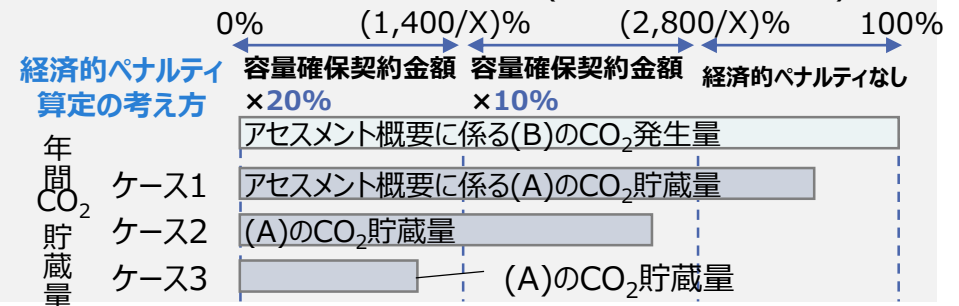 0% (1,400/X)% (2,800/X)% 100%
経済的ペナルティ
算定の考え方
容量確保契約金額
×20%
容量確保契約金額
×10%
経済的ペナルティなし
アセスメント概要に係る(B)のCO2発生量
年間CO2貯蔵量
ケース1 アセスメント概要に係る(A)のCO2貯蔵量
ケース2 (A)のCO2貯蔵量
ケース3 (A)のCO2貯蔵量